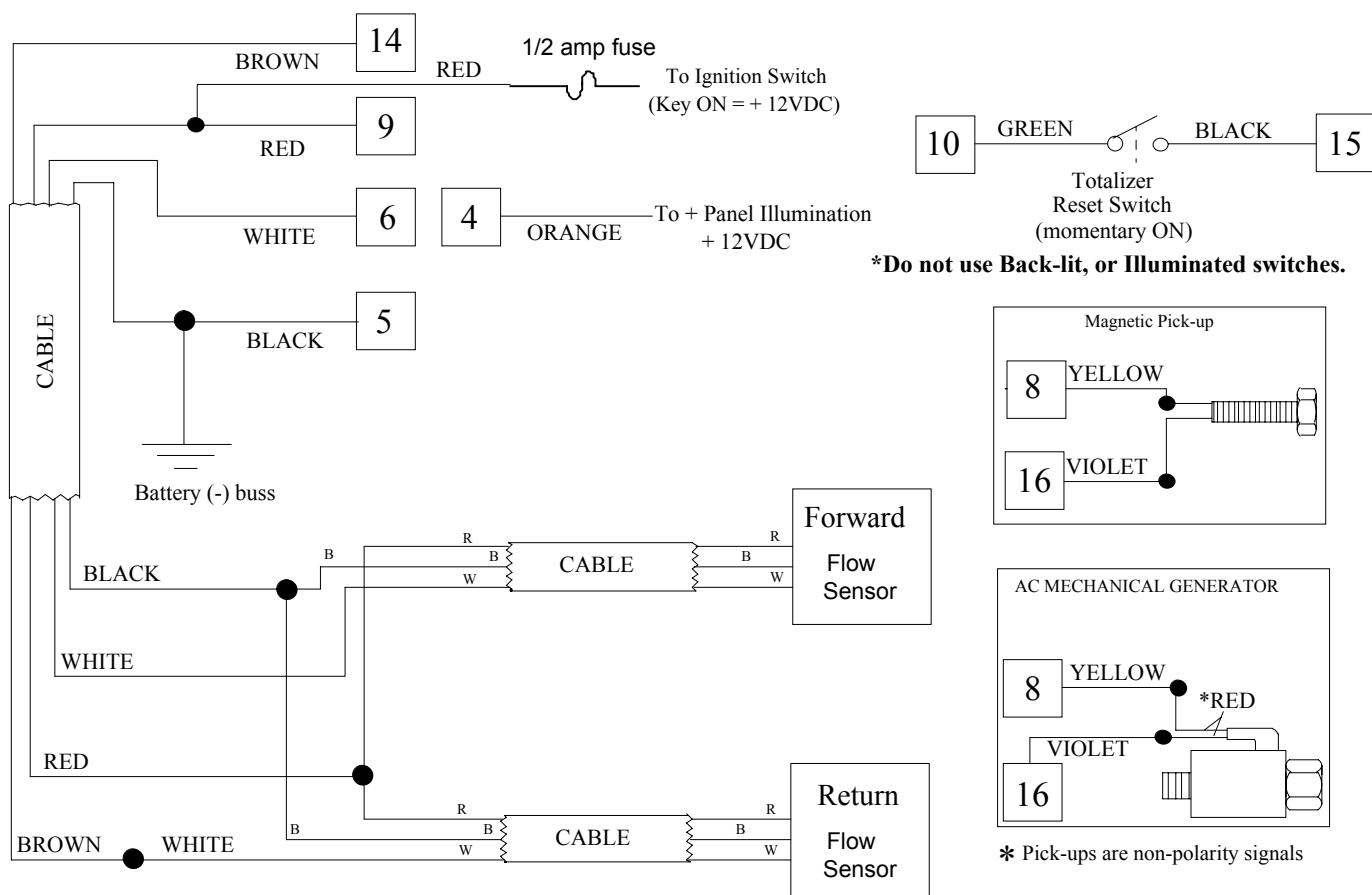 14
BROWN
1/2 amp fuse
RED
To Ignition Switch
(Key ON = + 12VDC)
9
RED
6
WHITE
4
ORANGE
To + Panel Illumination
+ 12VDC
5
BLACK
CABLE
Battery (-) buss
10
GREEN
BLACK
15
Totalizer
Reset Switch
(momentary ON)
*Do not use Back-lit, or Illuminated switches.
Magnetic Pick-up
8
YELLOW
16
VIOLET
BLACK
B
R
B
W
CABLE
R
B
W
Forward
Flow
Sensor
WHITE
RED
BROWN
WHITE
B
R
B
W
CABLE
R
B
W
Return
Flow
Sensor
AC MECHANICAL GENERATOR
8
YELLOW
*RED
VIOLET
16
* Pick-ups are non-polarity signals